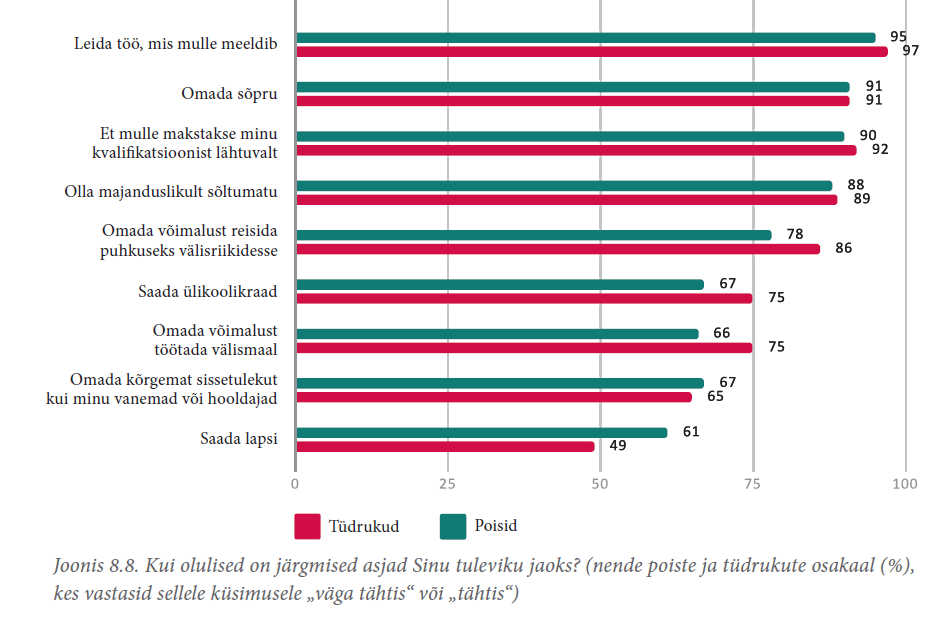 Leida töö, mis mulle meeldib
95
97
Omada sõpru
91
91
Et mulle makstakse minu
kvalifikatsioonist lähtuvalt
90
92
Olla majanduslikult sõltumatu
88
89
Omada võimalust reisida
puhkuseks välisriikidesse
78
86
Saada ülikoolikraad
67
75
Omada võimalust
töötada välismaal
66
75
Omada kõrgemat sissetulekut
kui minu vanemad või hooldajad
67
65
Saada lapsi
61
49
0 25 50 75 100
Tüdrukud Poisid
Joonis 8.8. Kui olulised on järgmised asjad Sinu tuleviku jaoks? (nende poiste ja tüdrukute osakaal (%),
kes vastasid sellele küsimusele „väga tähtis“ või „tähtis“)